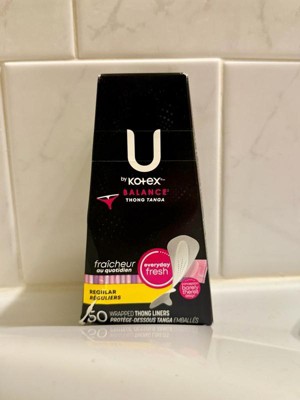 U
by Kotex
BALANCE
THONG TANGA
fraîcheur
au quotidien
everyday
fresh
REGULAR
RÉGULIERS
50 WRAPPED THONG LINERS
PROTÈGE-DESSOUS TANGA EMBALLÉS